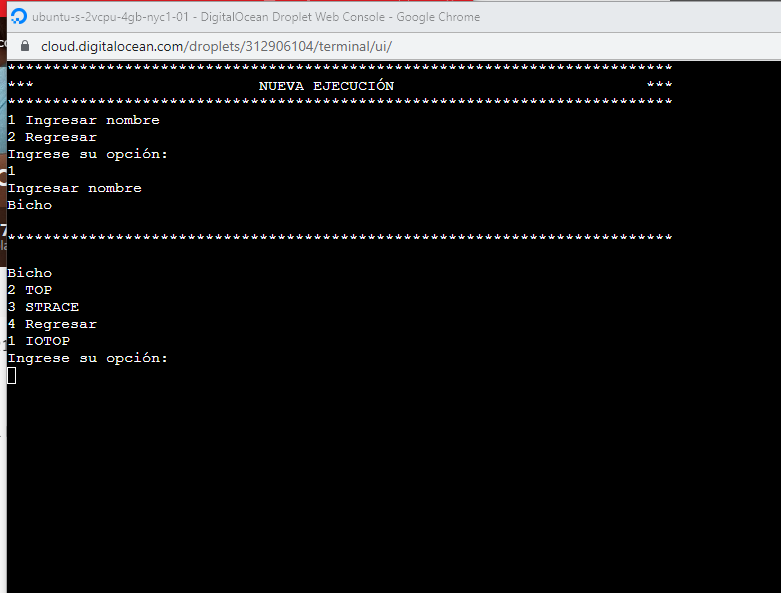 ubuntu-s-2vcpu-4gb-nyc1-01 - DigitalOcean Droplet Web Console - Google Chrome
cloud.digitalocean.com/droplets/312906104/terminal/ui/
**************************************************************************
*** NUEVA EJECUCIÓN ***
**************************************************************************
1 Ingresar nombre
2 Regresar
Ingrese su opción:
1
Ingresar nombre
Bicho
**************************************************************************
Bicho
2 TOP
3 STRACE
4 Regresar
1 IOTOP
Ingrese su opción: